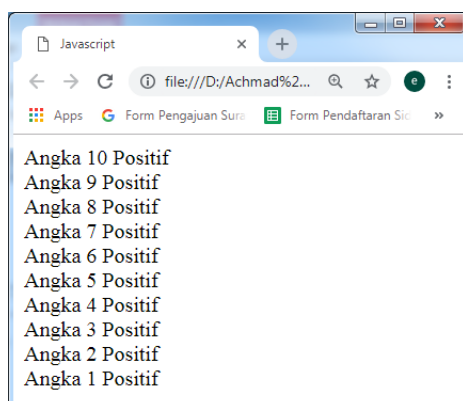 Javascript
file:///D:/Achmad%2...
e
Apps
Form Pengajuan Sura
Form Pendaftaran Sic
Angka 10 Positif
Angka 9 Positif
Angka 8 Positif
Angka 7 Positif
Angka 6 Positif
Angka 5 Positif
Angka 4 Positif
Angka 3 Positif
Angka 2 Positif
Angka 1 Positif